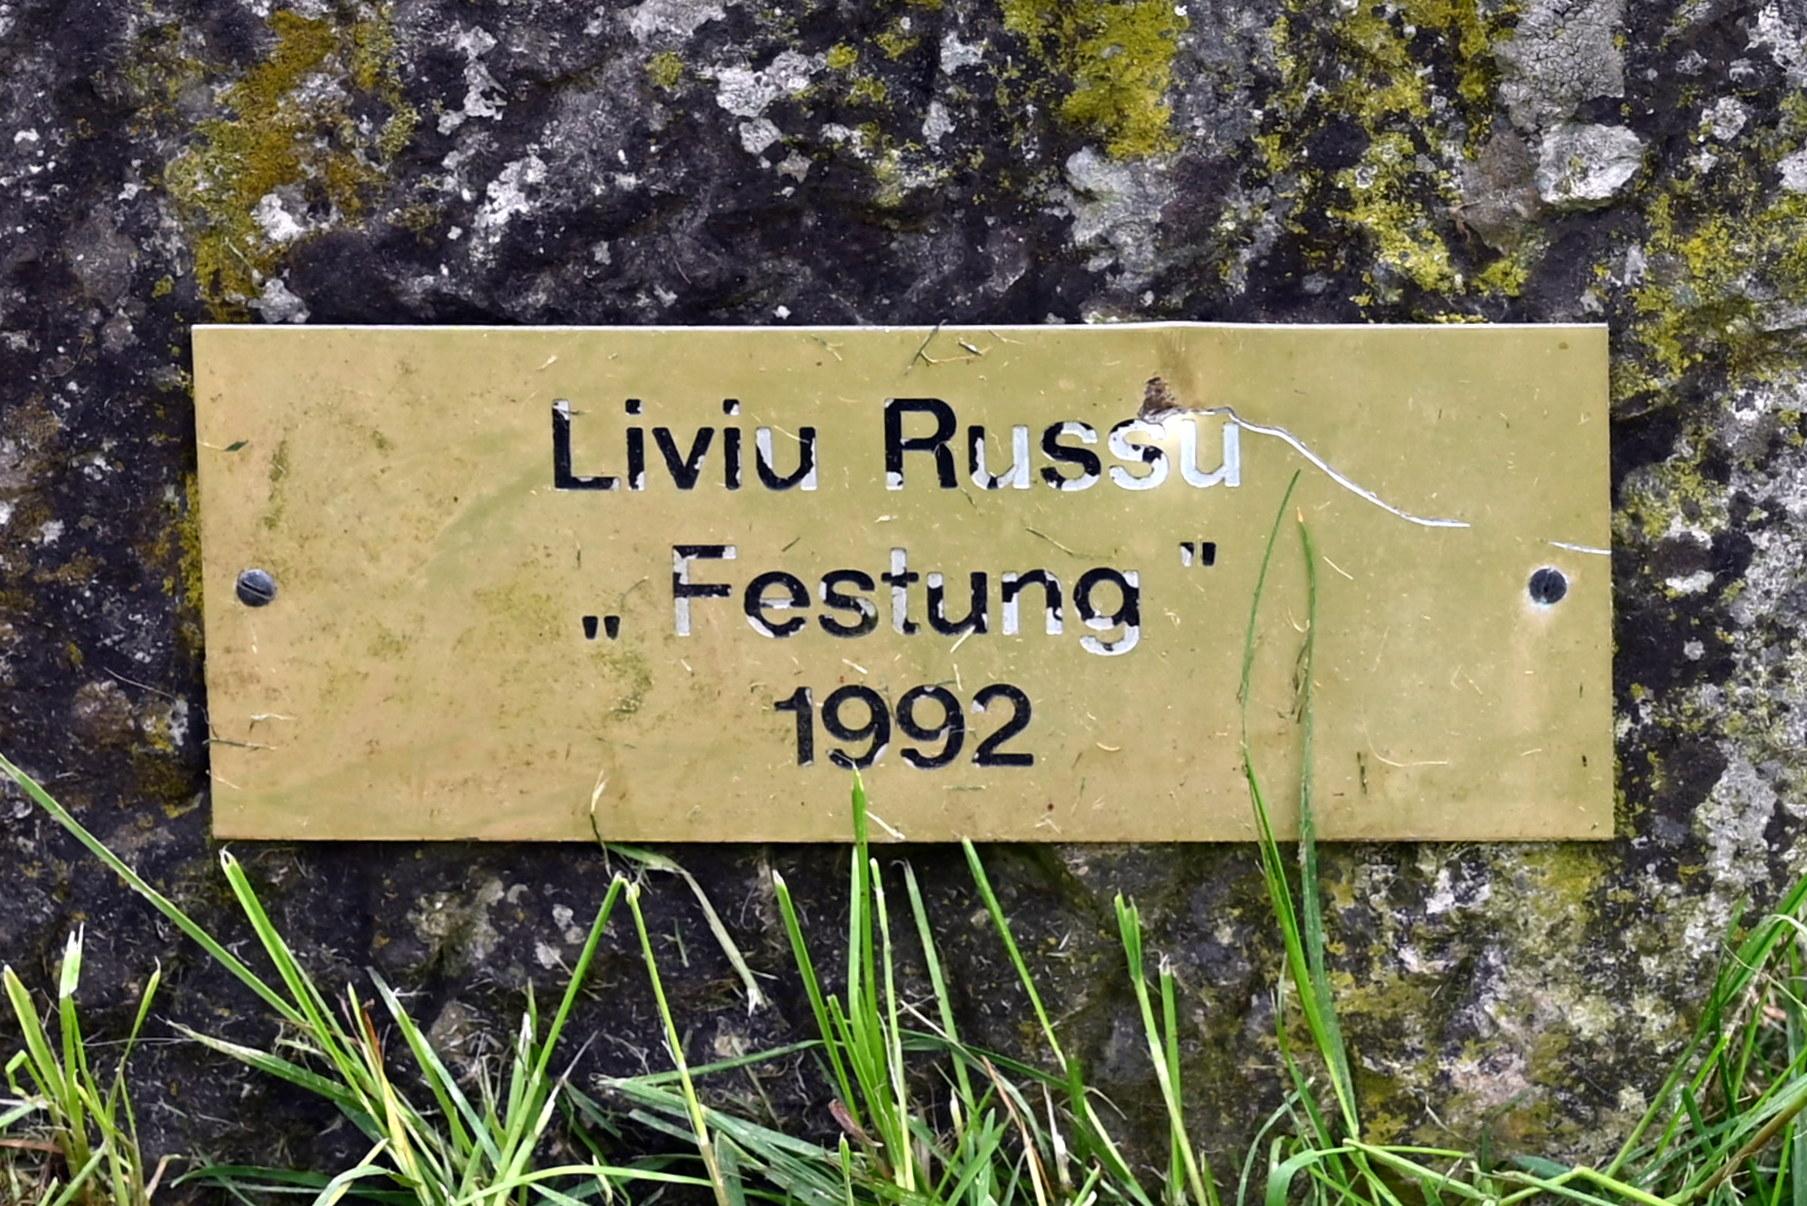 Liviu Russu
„ Festung "
1992